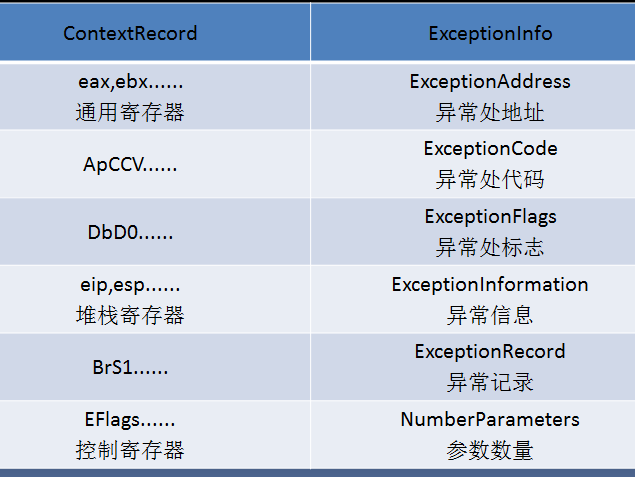 ContextRecord
ExceptionInfo
eax,ebx......
通用寄存器
ExceptionAddress
异常处地址
ApCCV......
ExceptionCode
异常处代码
DbD0......
ExceptionFlags
异常处标志
eip,esp......
堆栈寄存器
ExceptionInformation
异常信息
BrS1......
ExceptionRecord
异常记录
EFlags......
控制寄存器
NumberParameters
参数数量